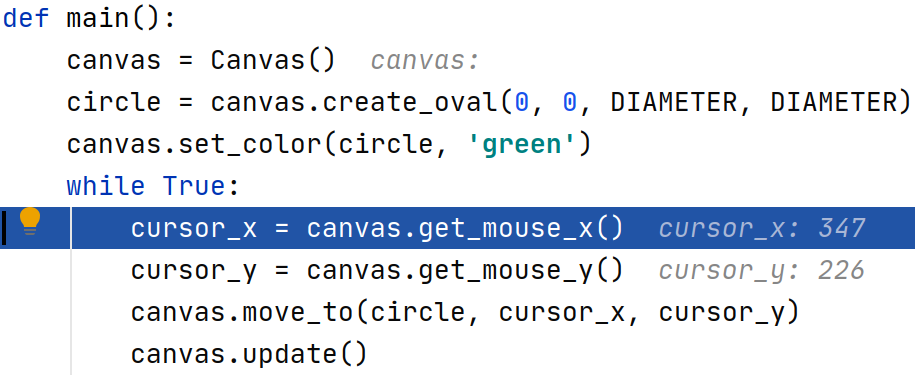 def main():
    canvas = Canvas()  canvas:
    circle = canvas.create_oval(0, 0, DIAMETER, DIAMETER)
    canvas.set_color(circle, 'green')
    while True:
        cursor_x = canvas.get_mouse_x()  cursor_x: 347
        cursor_y = canvas.get_mouse_y()  cursor_y: 226
        canvas.move_to(circle, cursor_x, cursor_y)
        canvas.update()